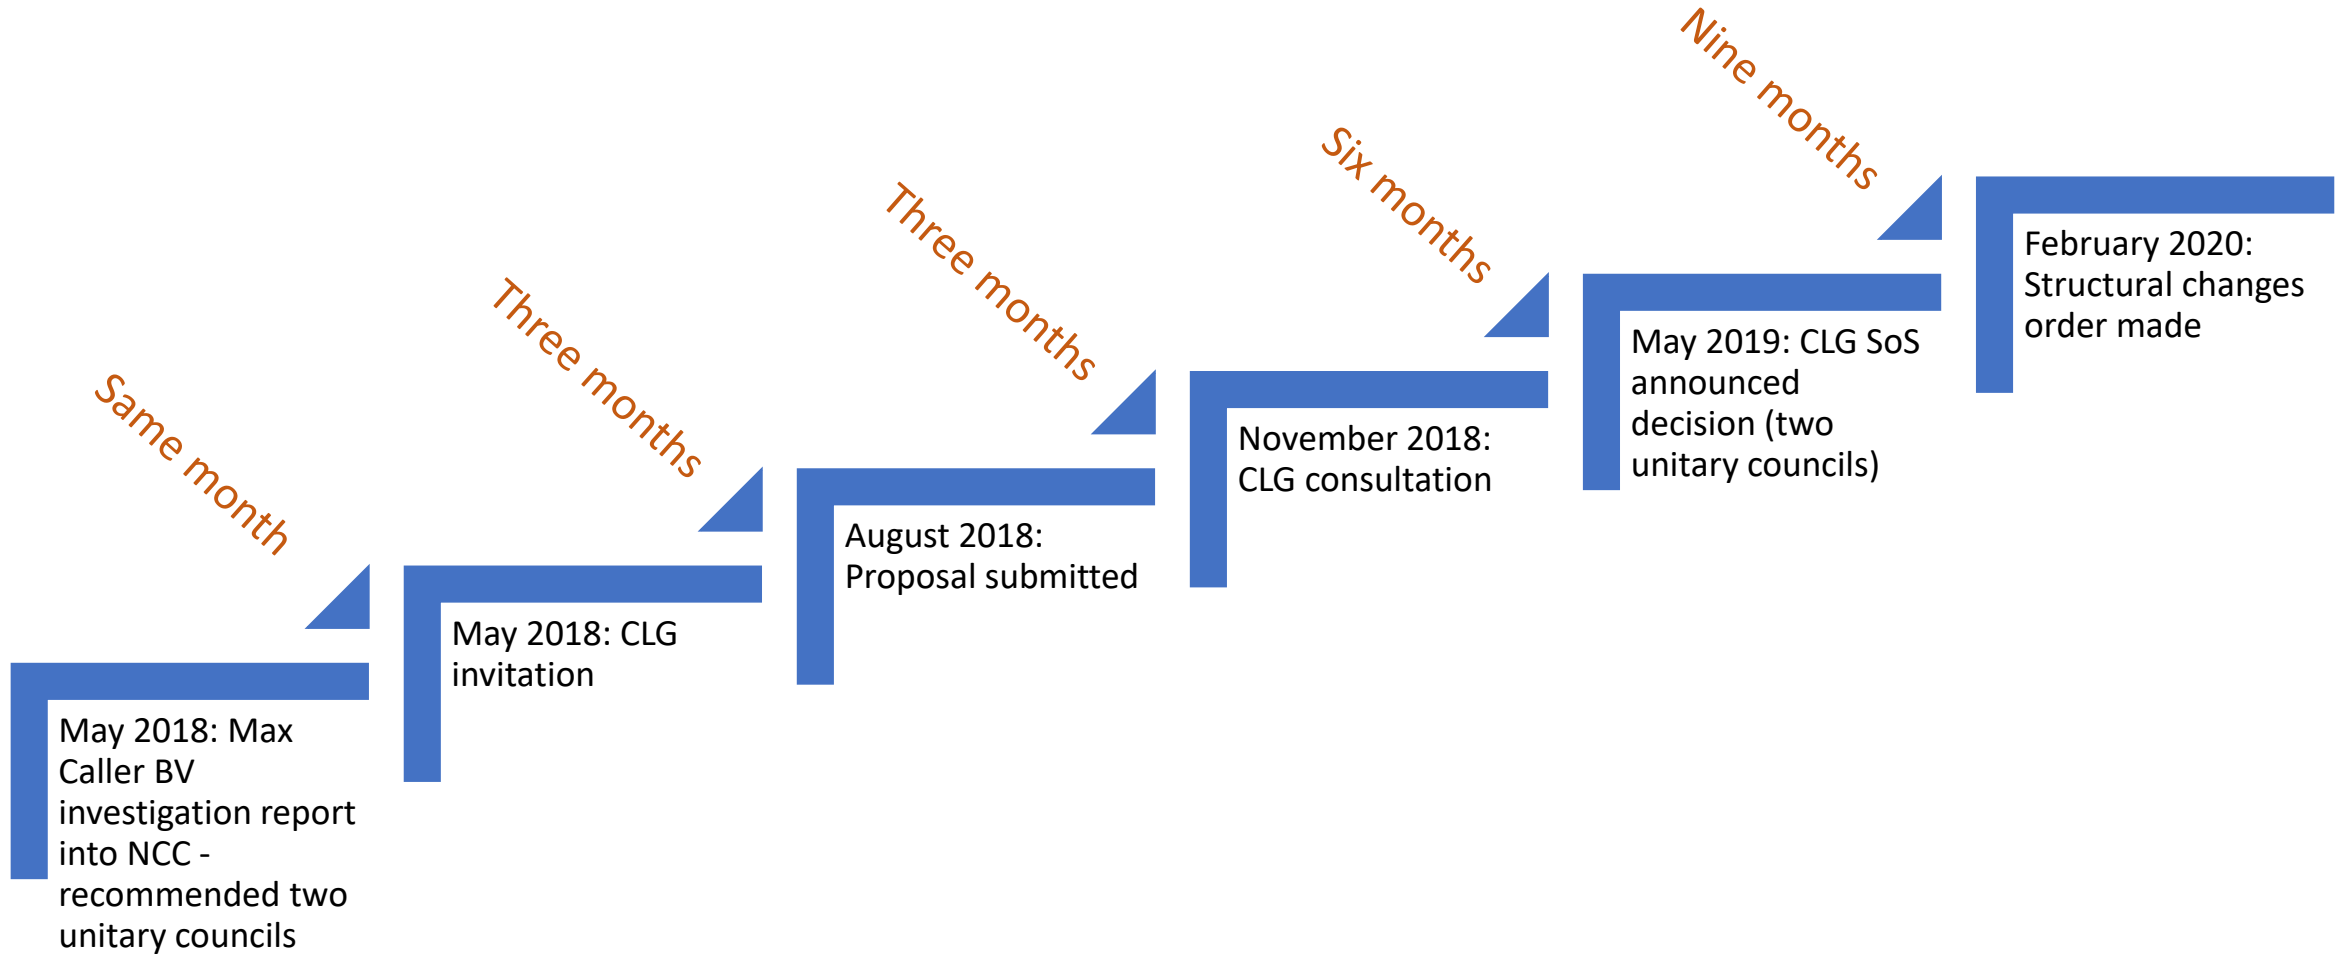 May 2018: Max
Caller BV
investigation report
into NCC -
recommended two
unitary councils
Same month
May 2018: CLG
invitation
Three months
August 2018:
Proposal submitted
Three months
November 2018:
CLG consultation
Six months
May 2019: CLG SoS
announced
decision (two
unitary councils)
Nine months
February 2020:
Structural changes
order made